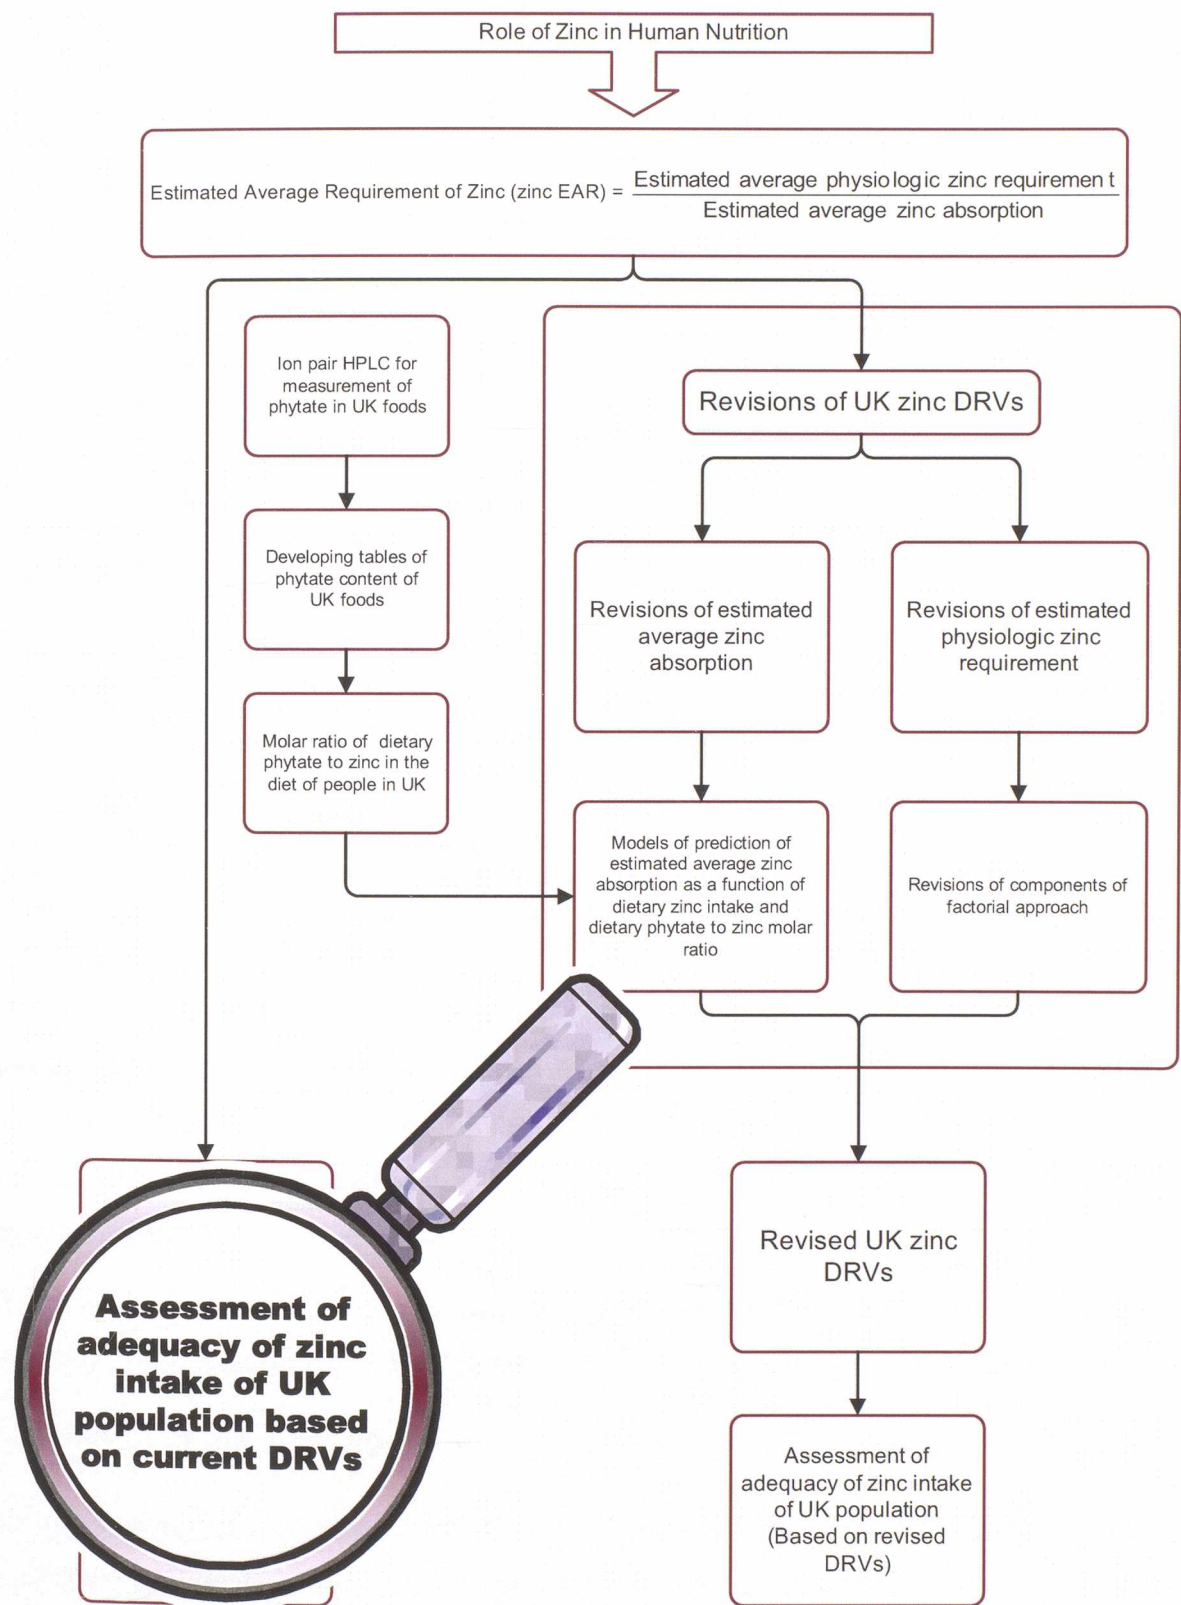 Role of Zinc in Human Nutrition
Estimated Average Requirement of Zinc (zinc EAR) =
Estimated average physiologic zinc requiremen t
Estimated average zinc absorption
Ion pair HPLC for
measurement of
phytate in UK foods
Developing tables of
phytate content of
UK foods
Molar ratio of dietary
phytate to zinc in the
diet of people in UK
Revisions of UK zinc DRVs
Revisions of estimated
average zinc
absorption
Revisions of estimated
physiologic zinc
requirement
Models of prediction of
estimated average zinc
absorption as a function of
dietary zinc intake and
dietary phytate to zinc molar
ratio
Revisions of components of
factorial approach
Assessment of
adequacy of zinc
intake of UK
population based
on current DRVs
Revised UK zinc
DRVs
Assessment of
adequacy of zinc intake
of UK population
(Based on revised
DRVs)